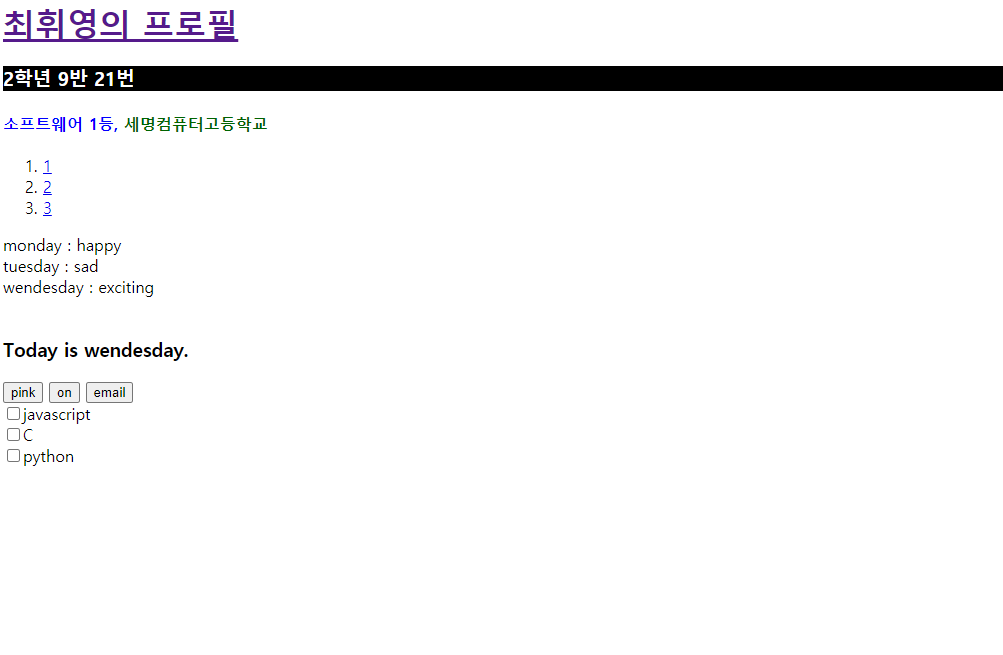 최휘영의 프로필
2학년 9반 21번
소프트웨어 1등, 세명컴퓨터고등학교
1. 1
2. 2
3. 3
monday : happy
tuesday : sad
wendesday : exciting
Today is wendesday.
pink on email
javascript
C
python